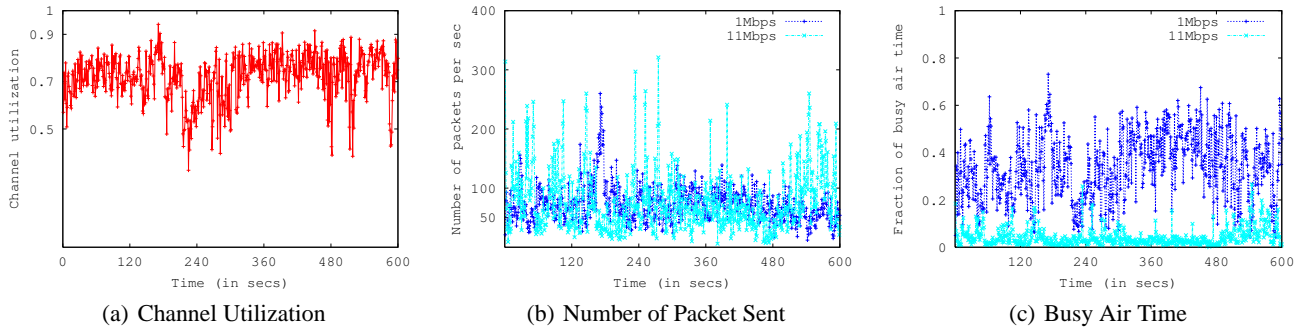 Channel utilization
1
0.9
0.7
0.5
0
120
240
360
480
600
Time (in secs)
(a) Channel Utilization
Number of packets per sec
400
300
200
100
50
1Mbps
11Mbps
120
240
360
480
600
Time (in secs)
(b) Number of Packet Sent
Fraction of busy air time
1
0.8
0.6
0.4
0.2
0
1Mbps
11Mbps
120
240
360
480
600
Time (in secs)
(c) Busy Air Time